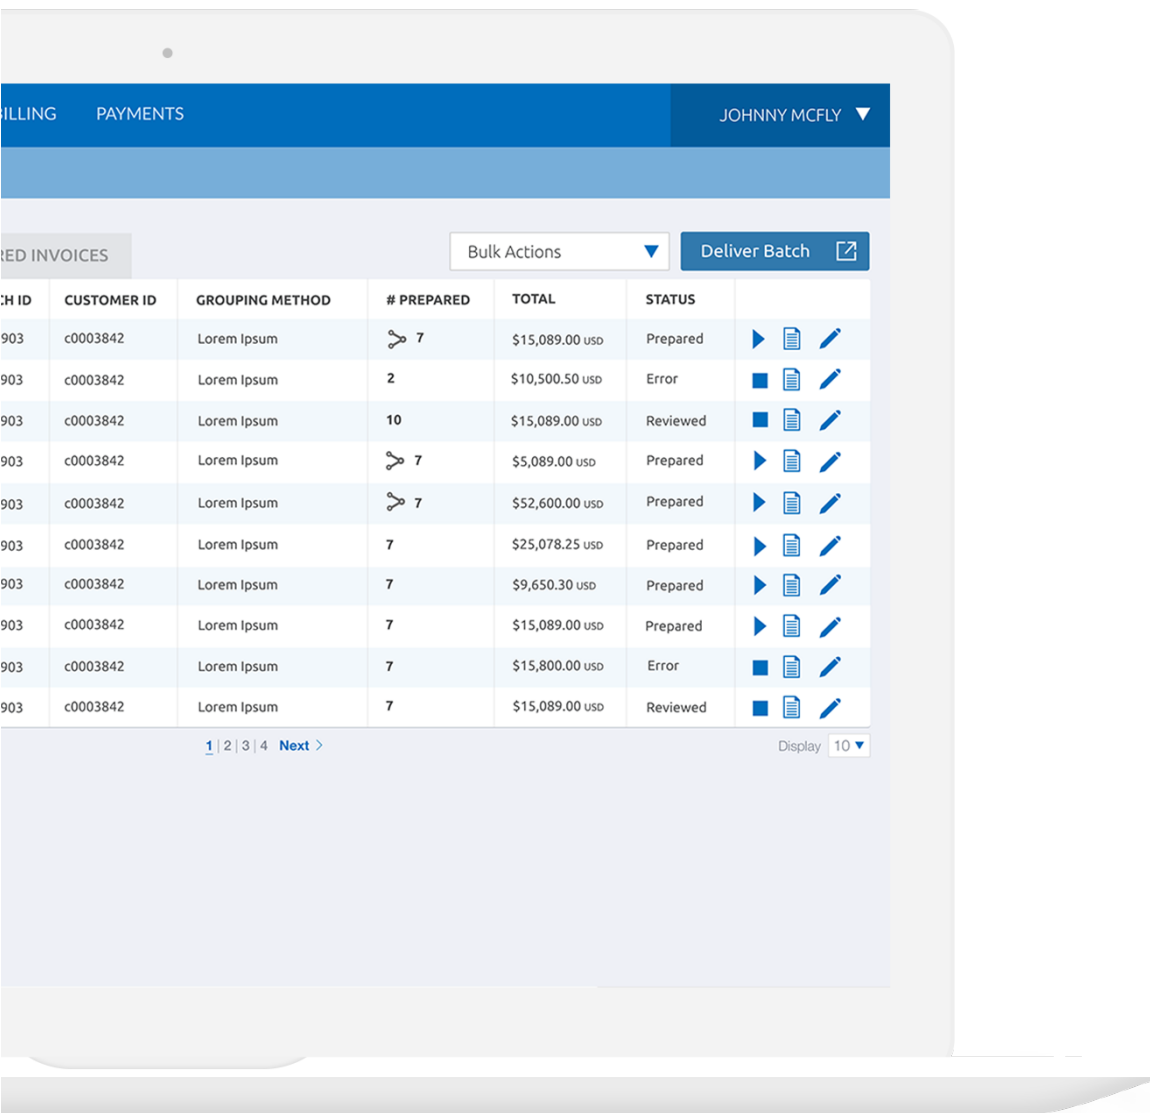 BILLING PAYMENTS JOHNNY MCFLY
RED INVOICES Bulk Actions Deliver Batch
CH ID CUSTOMER ID GROUPING METHOD # PREPARED TOTAL STATUS
903 c0003842 Lorem Ipsum 7 $15,089.00 USD Prepared
903 c0003842 Lorem Ipsum 2 $10,500.50 USD Error
903 c0003842 Lorem Ipsum 10 $15,089.00 USD Reviewed
903 c0003842 Lorem Ipsum 7 $5,089.00 USD Prepared
903 c0003842 Lorem Ipsum 7 $52,600.00 USD Prepared
903 c0003842 Lorem Ipsum 7 $25,078.25 USD Prepared
903 c0003842 Lorem Ipsum 7 $9,650.30 USD Prepared
903 c0003842 Lorem Ipsum 7 $15,089.00 USD Prepared
903 c0003842 Lorem Ipsum 7 $15,800.00 USD Error
903 c0003842 Lorem Ipsum 7 $15,089.00 USD Reviewed
1 | 2 | 3 | 4 Next > Display 10